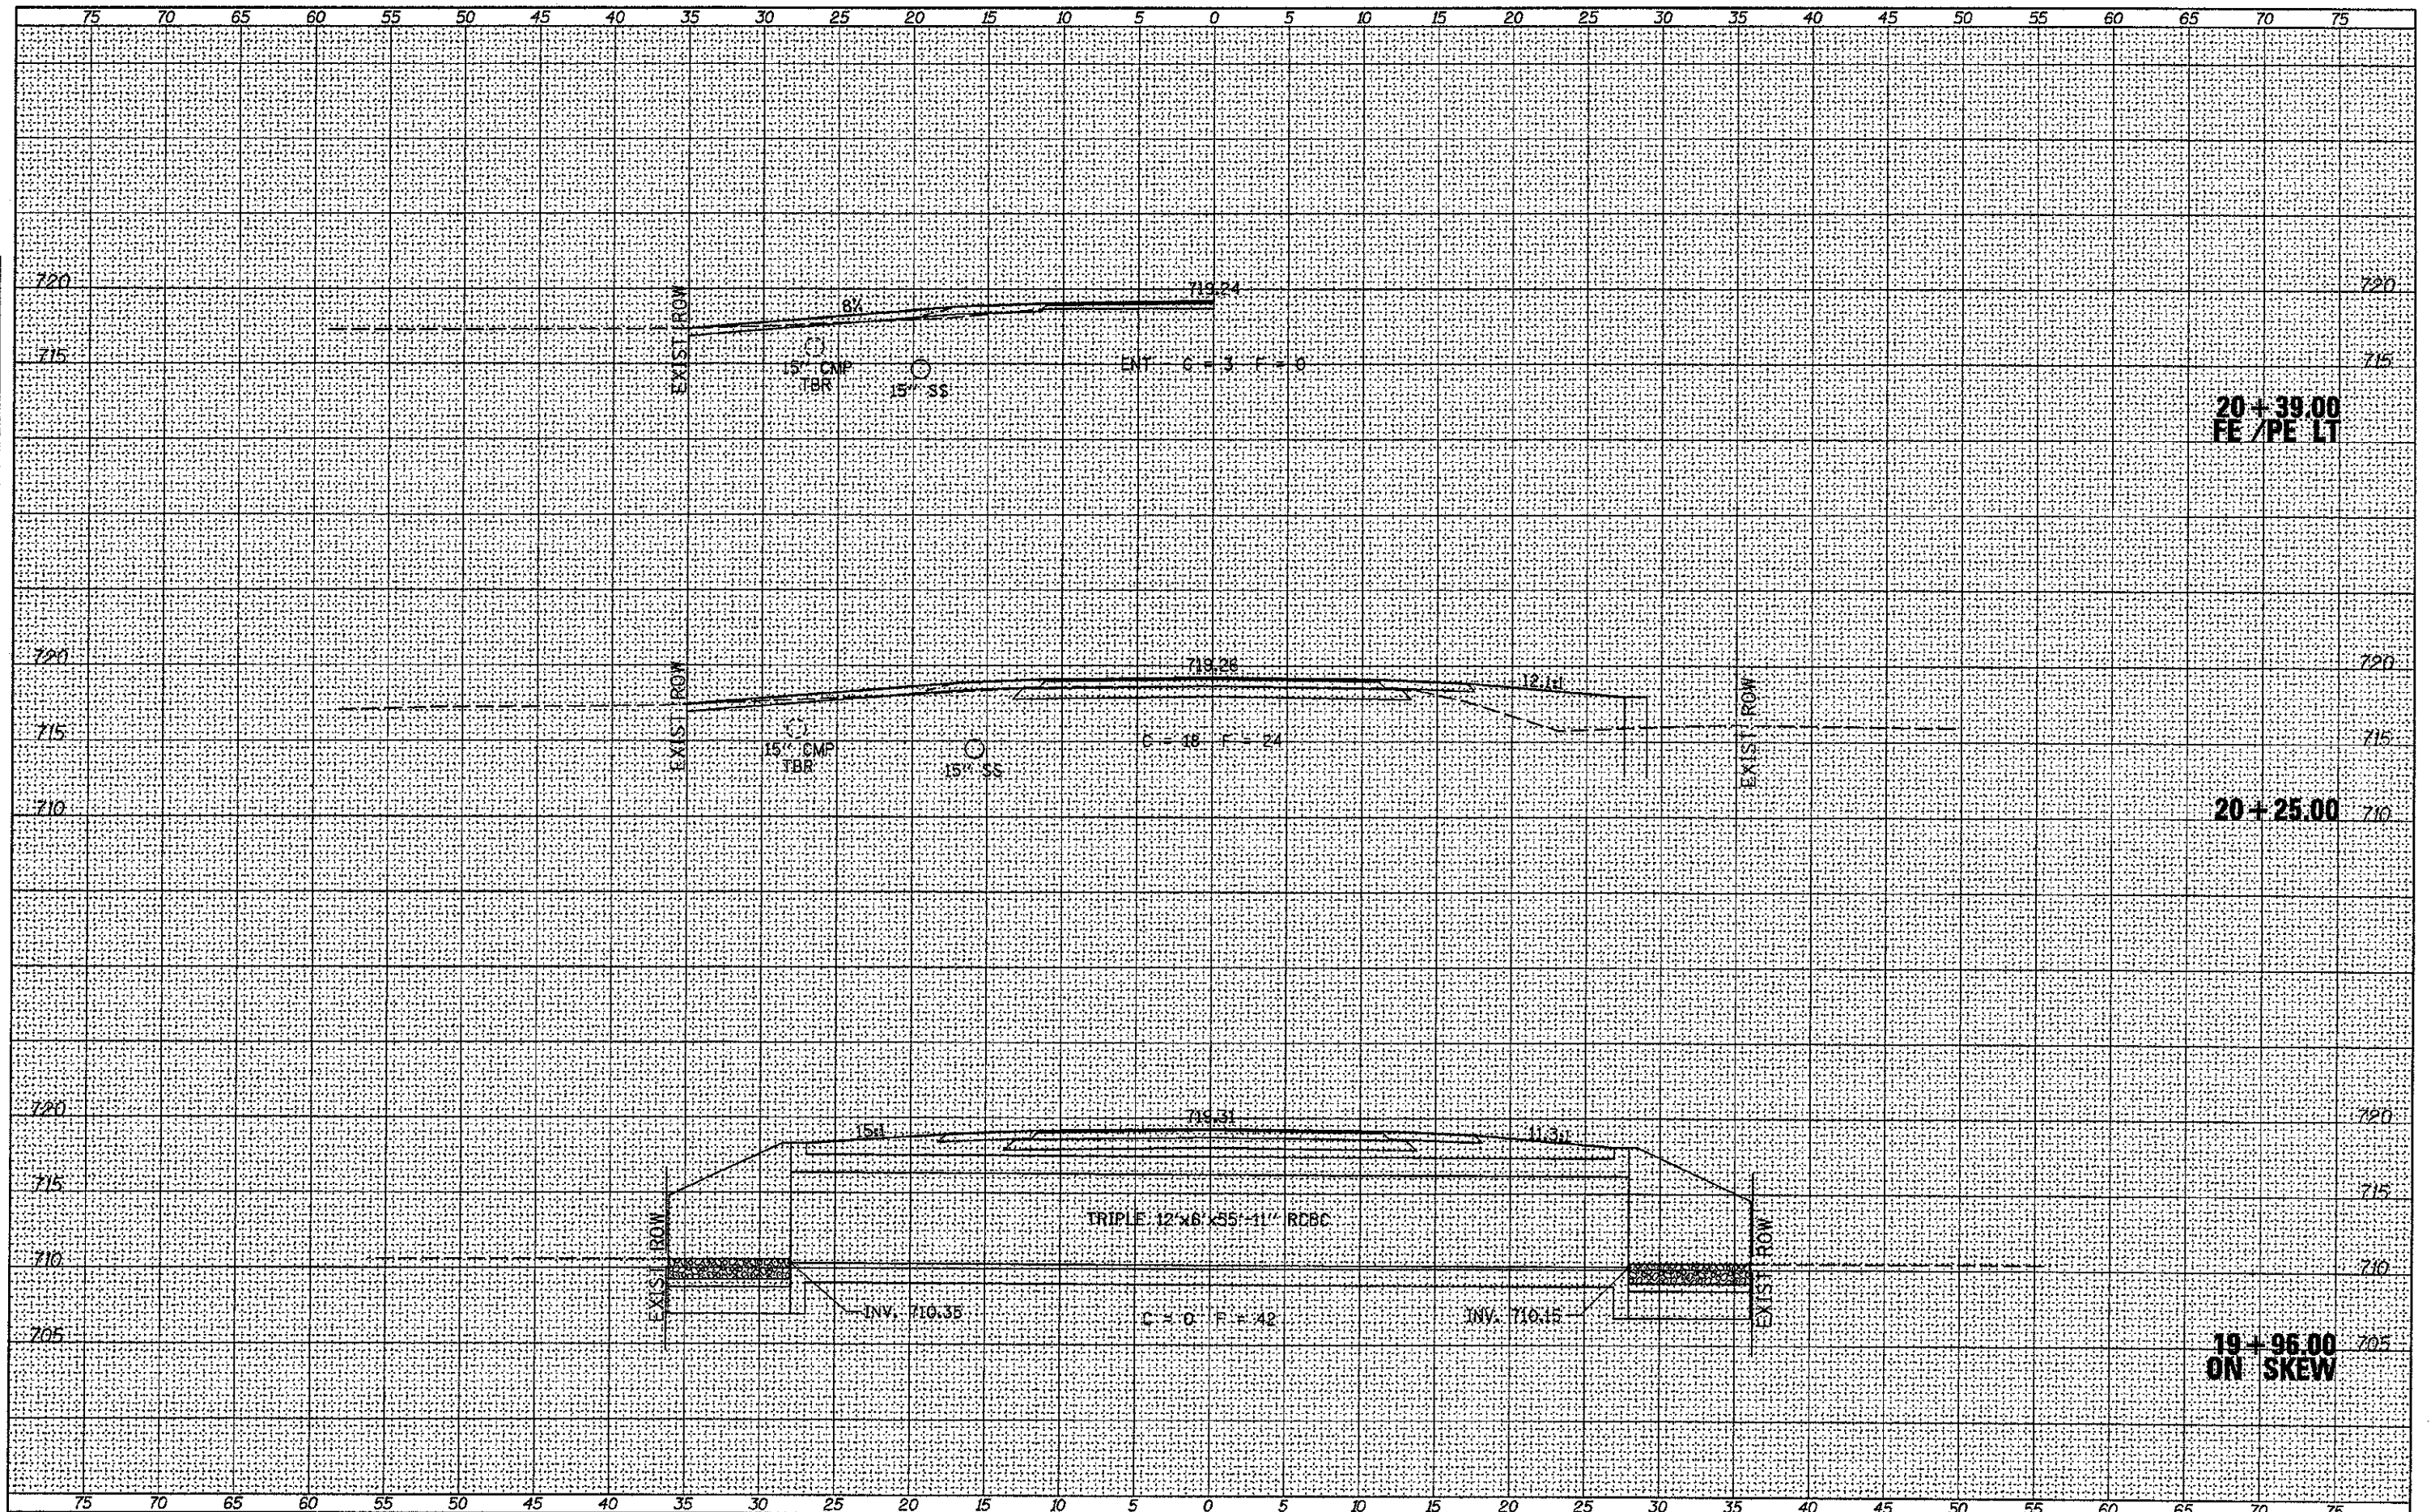 75 70 65 60 55 50 45 40 35 30 25 20 15 10 5 0 5 10 15 20 25 30 35 40 45 50 55 60 65 70 75
720 719.24 720
EXIST ROW
8%
715 715
15" CMP
TBR
15" SS
ENT C = 3 F = 0
20+39.00
FE /PE LT
720 719.26 720
EXIST ROW
12.1:1
EXIST ROW
715 715
15" CMP
TBR
15" SS
C = 18 F = 24
710 20+25.00 710
720 719.31 720
15:1 11.3:1
715 715
TRIPLE 12'x6'x55'-11" RCBC
EXIST ROW
EXIST ROW
710 710
INV. 710.35 C = 0 F = 42 INV. 710.15
705 19+96.00 705
ON SKEW
75 70 65 60 55 50 45 40 35 30 25 20 15 10 5 0 5 10 15 20 25 30 35 40 45 50 55 60 65 70 75